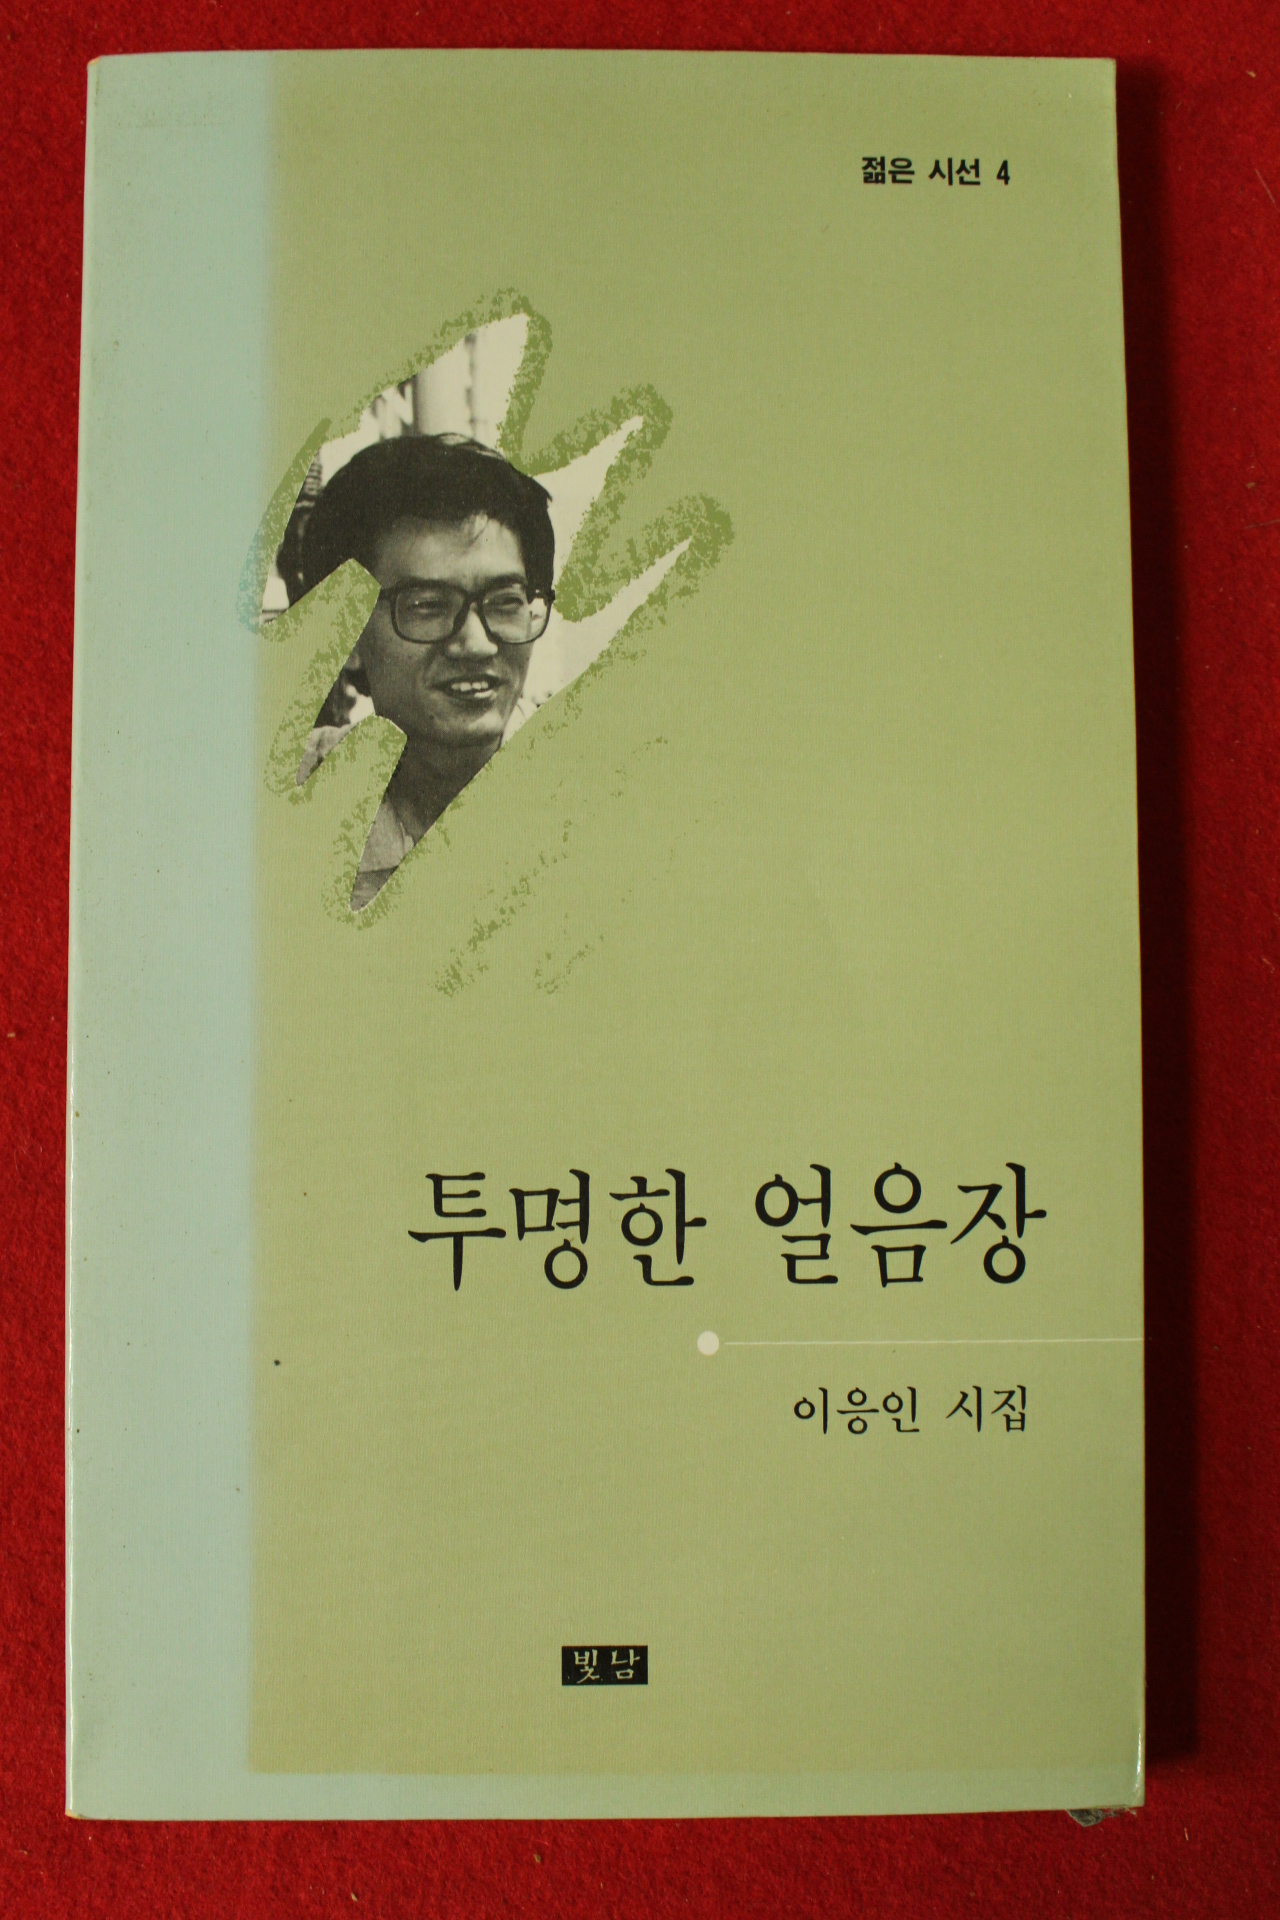 젊은 시선 4
투명한 얼음장
이응인 시집
빛남